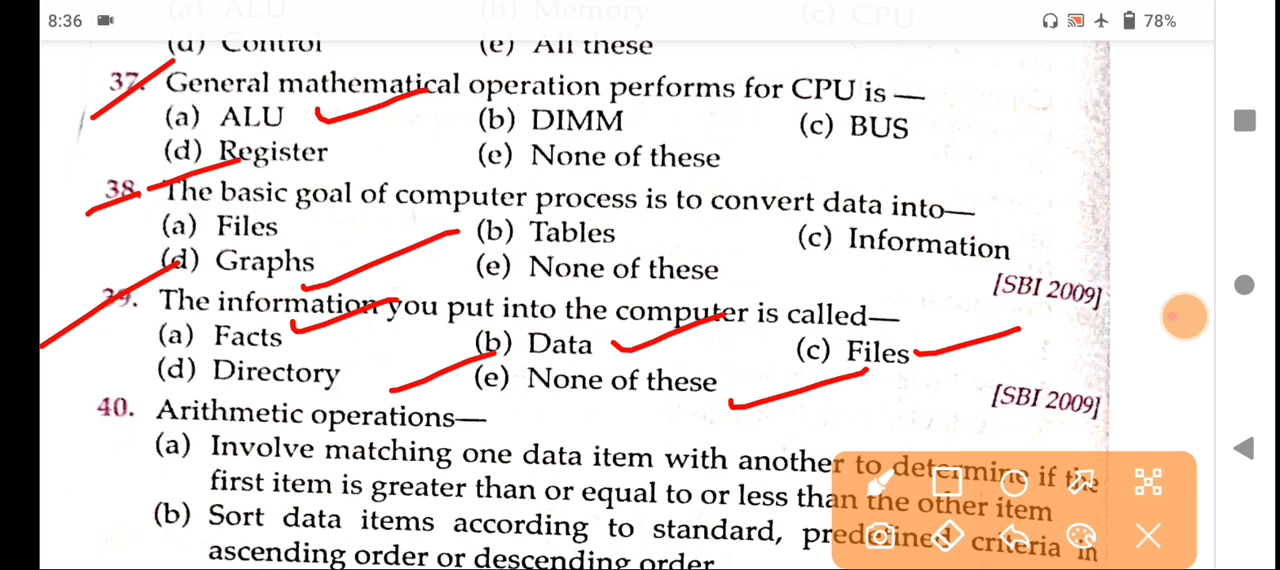 (a) ALU (b) Memory (c) CPU
8:36 78%
(d) Control (e) All these
37. General mathematical operation performs for CPU is —
(a) ALU (b) DIMM (c) BUS
(d) Register (e) None of these
38. The basic goal of computer process is to convert data into—
(a) Files (b) Tables (c) Information
(d) Graphs (e) None of these
[SBI 2009]
39. The information you put into the computer is called—
(a) Facts (b) Data (c) Files
(d) Directory (e) None of these
[SBI 2009]
40. Arithmetic operations—
(a) Involve matching one data item with another to determine if the
first item is greater than or equal to or less than the other item
(b) Sort data items according to standard, predefined criteria in
ascending order or descending order